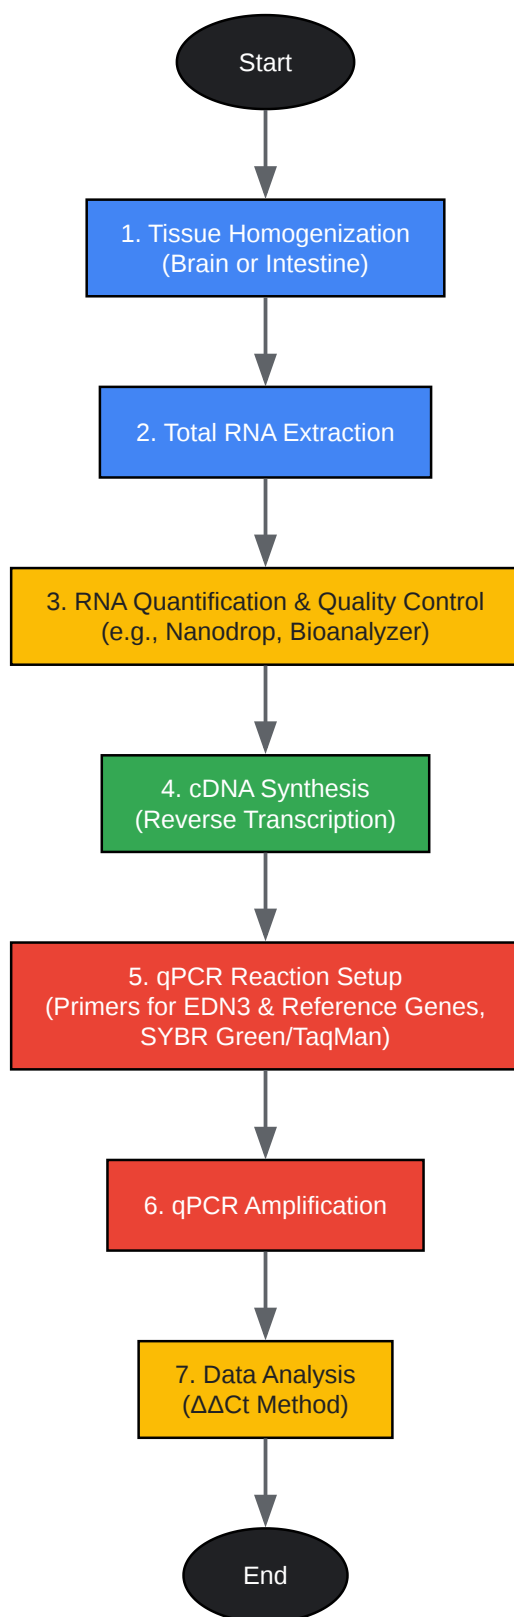 Start
1. Tissue Homogenization
(Brain or Intestine)
2. Total RNA Extraction
3. RNA Quantification & Quality Control
(e.g., Nanodrop, Bioanalyzer)
4. cDNA Synthesis
(Reverse Transcription)
5. qPCR Reaction Setup
(Primers for EDN3 & Reference Genes,
SYBR Green/TaqMan)
6. qPCR Amplification
7. Data Analysis
(ΔΔCt Method)
End